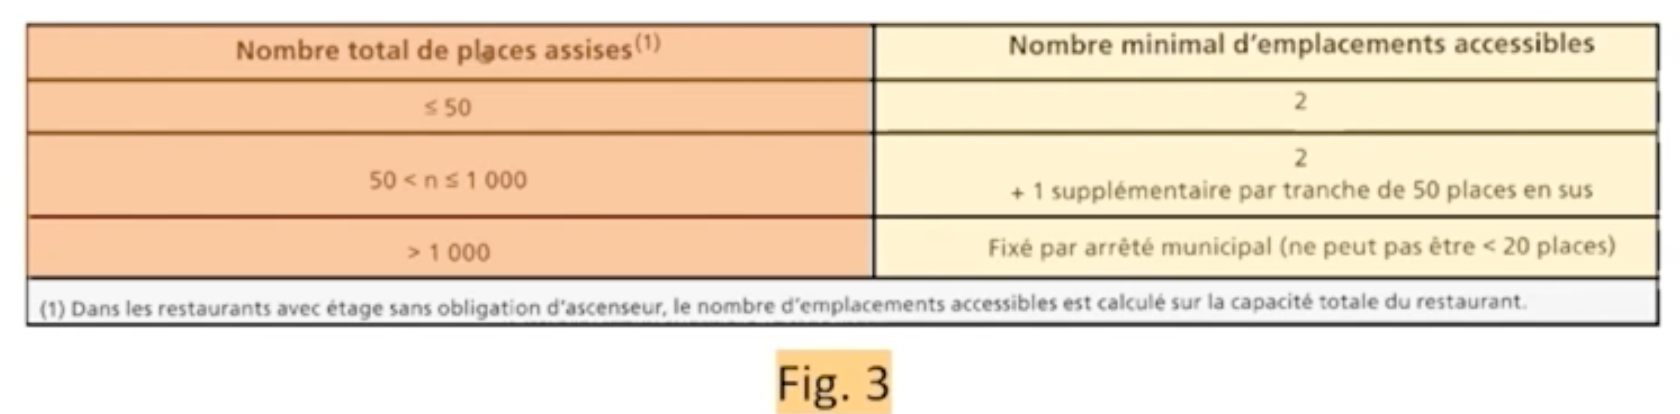 Nombre total de places assises(1)
Nombre minimal d'emplacements accessibles
≤ 50
2
50 < n ≤ 1 000
2
+ 1 supplémentaire par tranche de 50 places en sus
> 1 000
Fixé par arrêté municipal (ne peut pas être < 20 places)
(1) Dans les restaurants avec étage sans obligation d'ascenseur, le nombre d'emplacements accessibles est calculé sur la capacité totale du restaurant.
Fig. 3